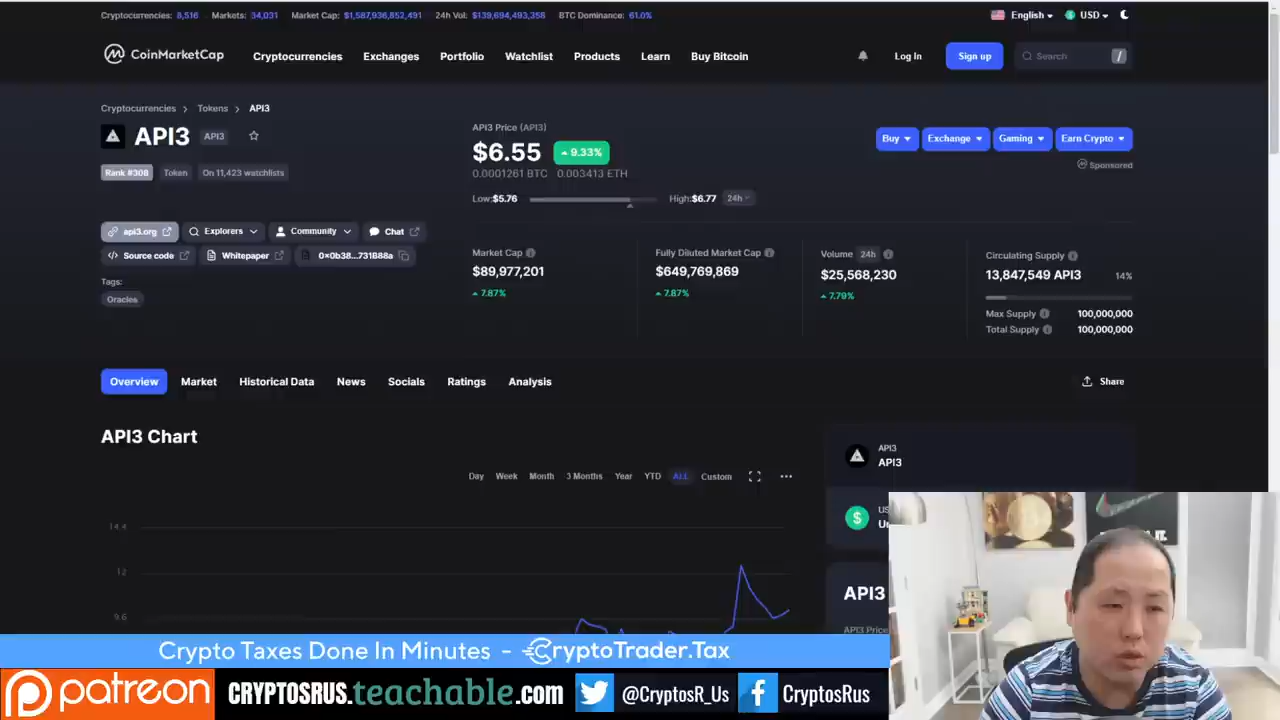 Cryptocurrencies: 8,516 Markets: 34,031 Market Cap: $1,587,936,852,491 24h Vol: $139,694,493,358 BTC Dominance: 61.0% English USD
CoinMarketCap Cryptocurrencies Exchanges Portfolio Watchlist Products Learn Buy Bitcoin Log In Sign up Search /
Cryptocurrencies > Tokens > API3
API3 API3
Rank #308 Token On 11,423 watchlists
api3.org Explorers Community Chat
Source code Whitepaper 0x0b38...731B88a
Tags:
Oracles
API3 Price (API3)
$6.55 9.33%
0.0001261 BTC 0.003413 ETH
Low:$5.76 High:$6.77 24h
Buy Exchange Gaming Earn Crypto
Sponsored
Market Cap
$89,977,201
7.87%
Fully Diluted Market Cap
$649,769,869
7.87%
Volume 24h
$25,568,230
7.79%
Circulating Supply
13,847,549 API3 14%
Max Supply 100,000,000
Total Supply 100,000,000
Overview Market Historical Data News Socials Ratings Analysis Share
API3 Chart
Day Week Month 3 Months Year YTD ALL Custom
14.4
12
9.6
API3
API3
API3
API3 Price
Crypto Taxes Done In Minutes - CryptoTrader.Tax
patreon CRYPTOSRUS.teachable.com @CryptosR_Us CryptosRus